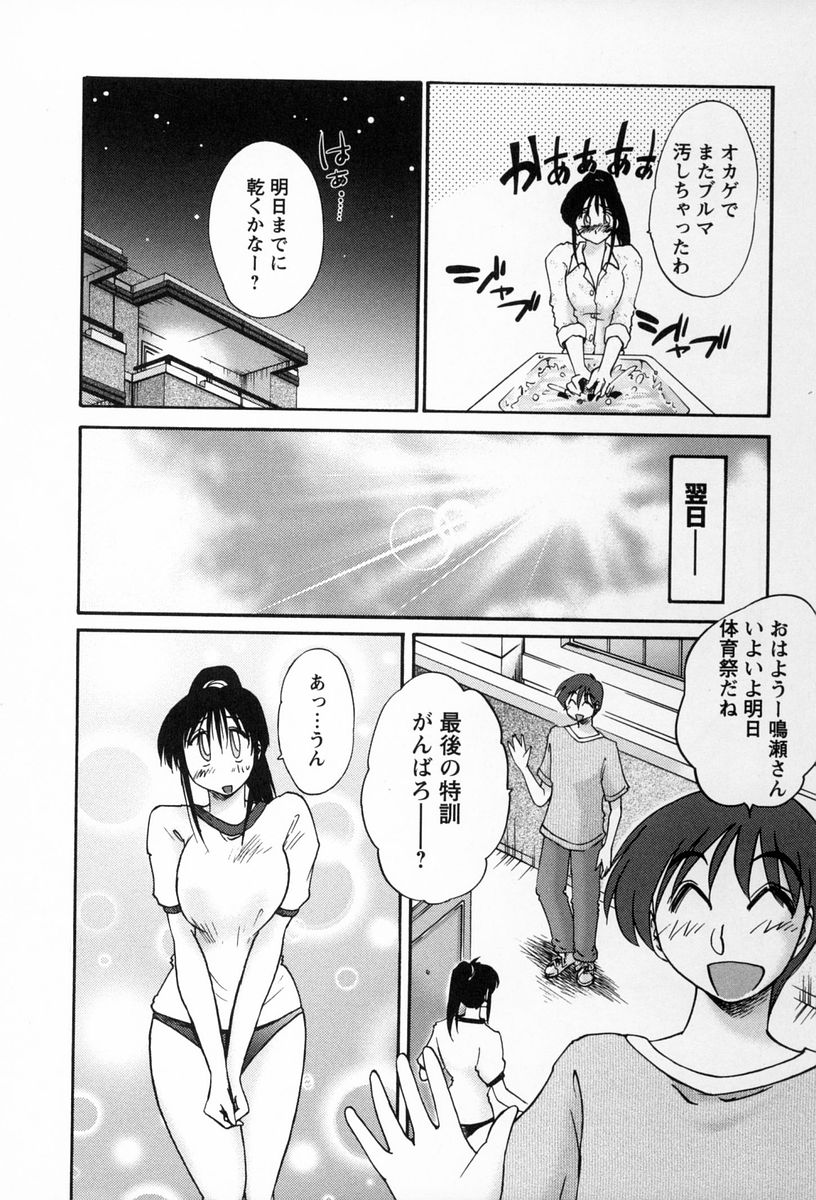 オカゲで
またブルマ
汚しちゃったわ
かあああぁす
ジャブ
ジャブ
はぁ……
明日までに
乾くかなー？
翌日――
おはようー鳴瀬さん
いよいよ明日
体育祭だね
最後の特訓
がんばろ――？
あっ…うん